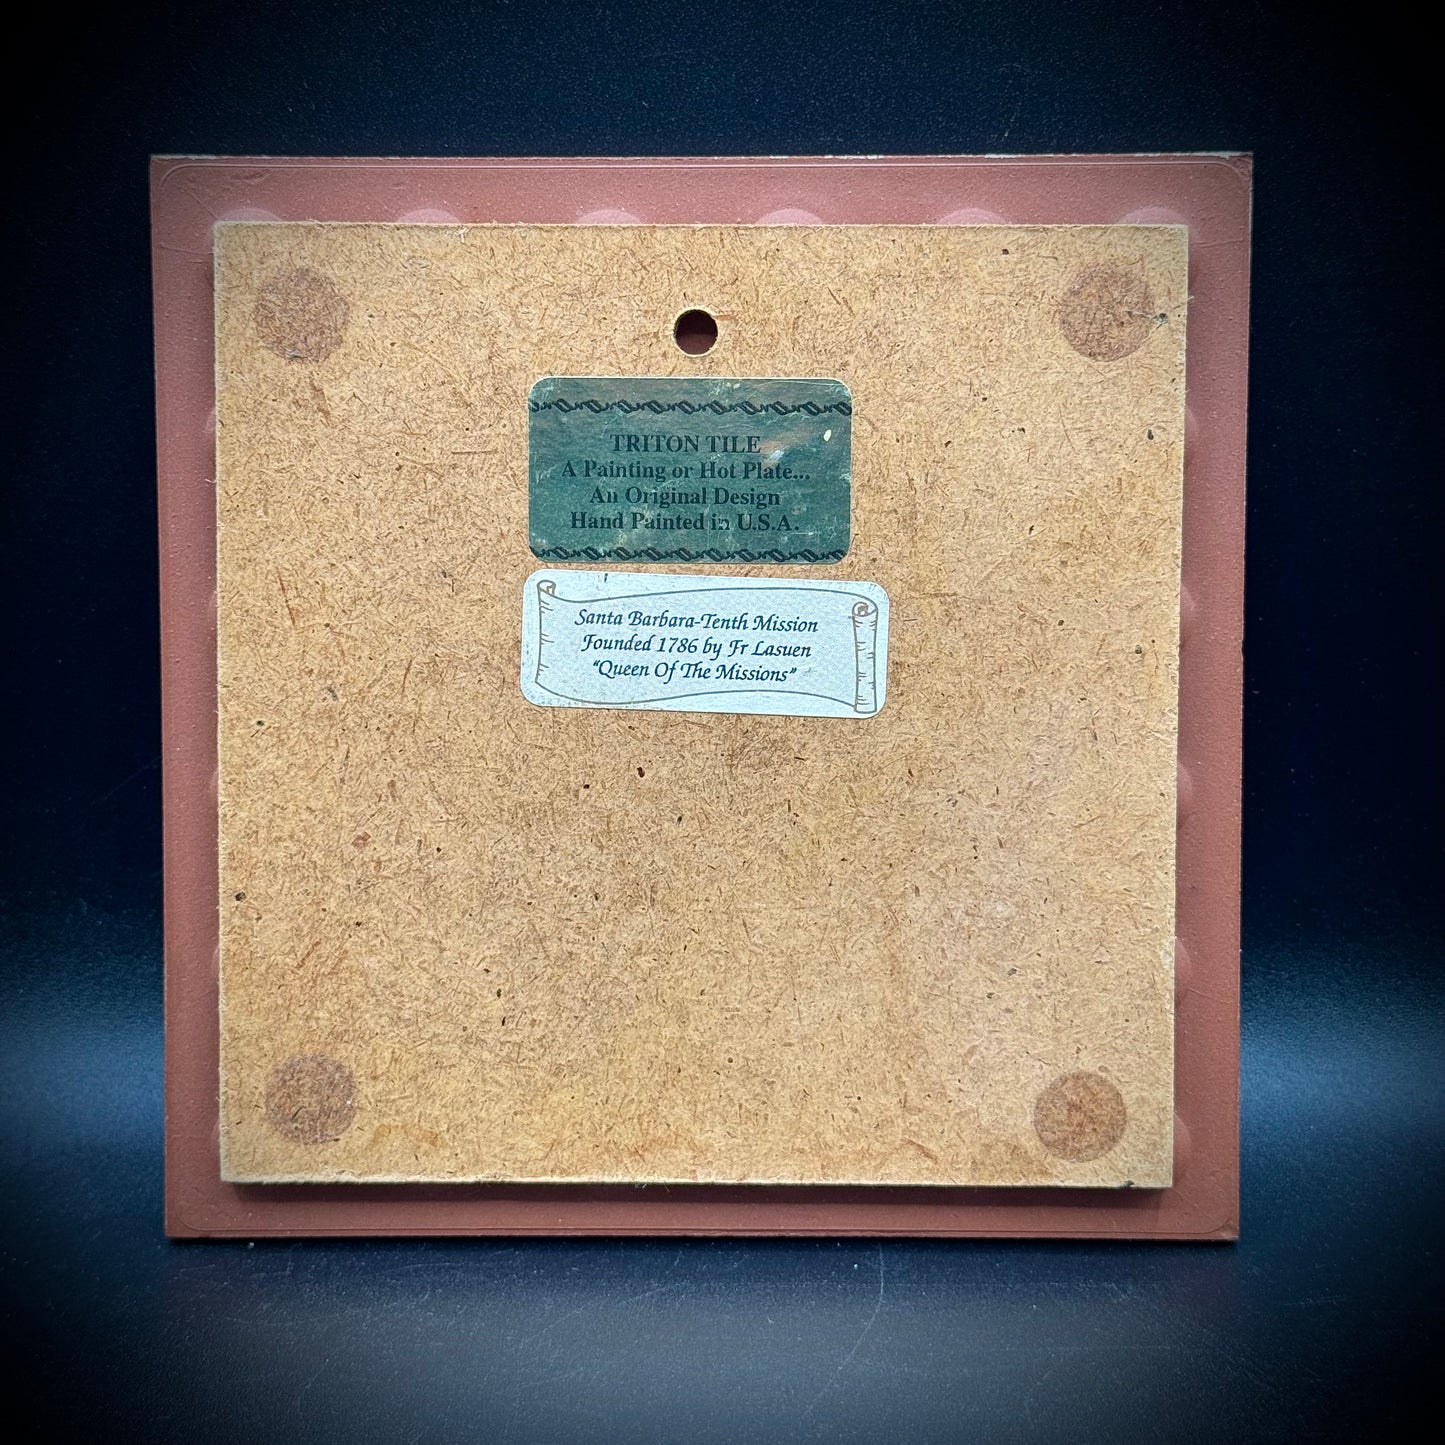 TRITON TILE
A Painting or Hot Plate...
An Original Design
Hand Painted in U.S.A.
Santa Barbara-Tenth Mission
Founded 1786 by Fr Lasuen
"Queen Of The Missions"